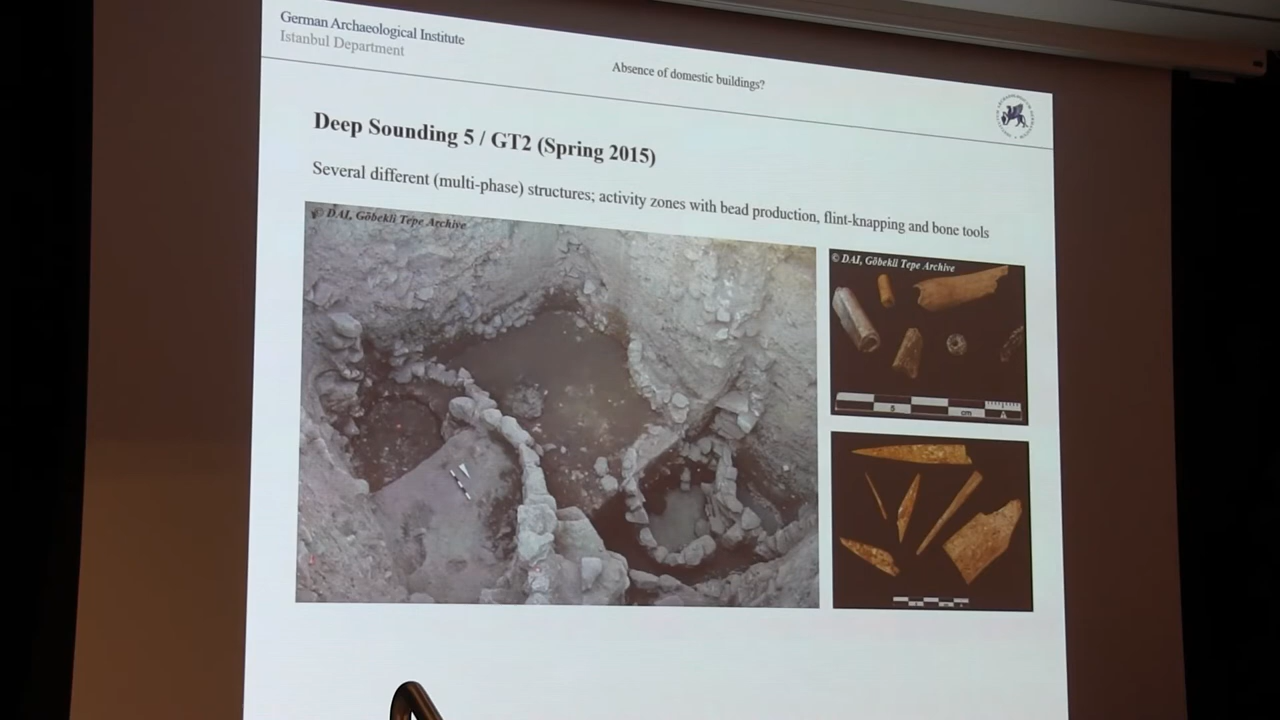 German Archaeological Institute
Istanbul Department
Absence of domestic buildings?
Deep Sounding 5 / GT2 (Spring 2015)
Several different (multi-phase) structures; activity zones with bead production, flint-knapping and bone tools
© DAI, Göbekli Tepe Archive
© DAI, Göbekli Tepe Archive
5
cm